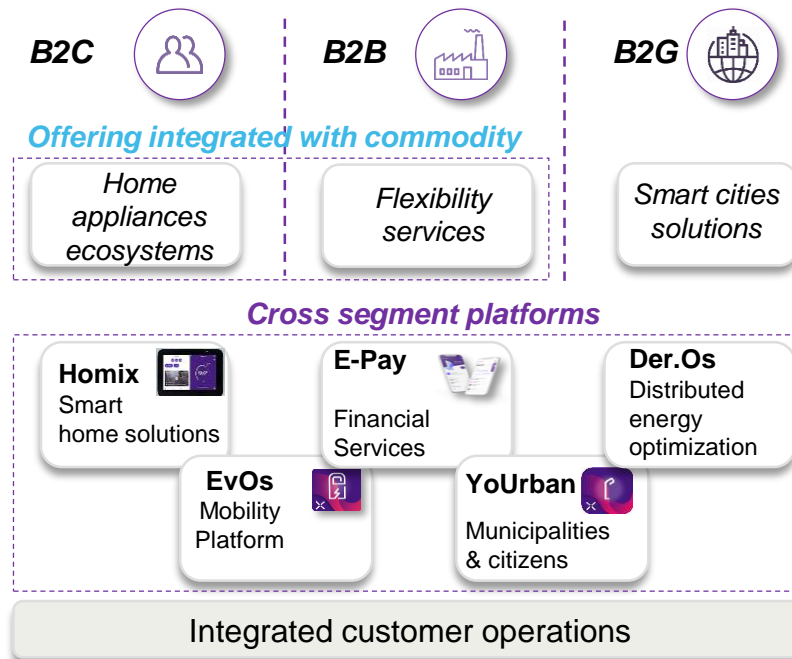 B2C
B2B
B2G
Offering integrated with commodity
Home
appliances
ecosystems
Flexibility
services
Smart cities
solutions
Cross segment platforms
Homix
Smart
home solutions
E-Pay
Financial
Services
Der.Os
Distributed
energy
optimization
EvOs
Mobility
Platform
YoUrban
Municipalities
& citizens
Integrated customer operations